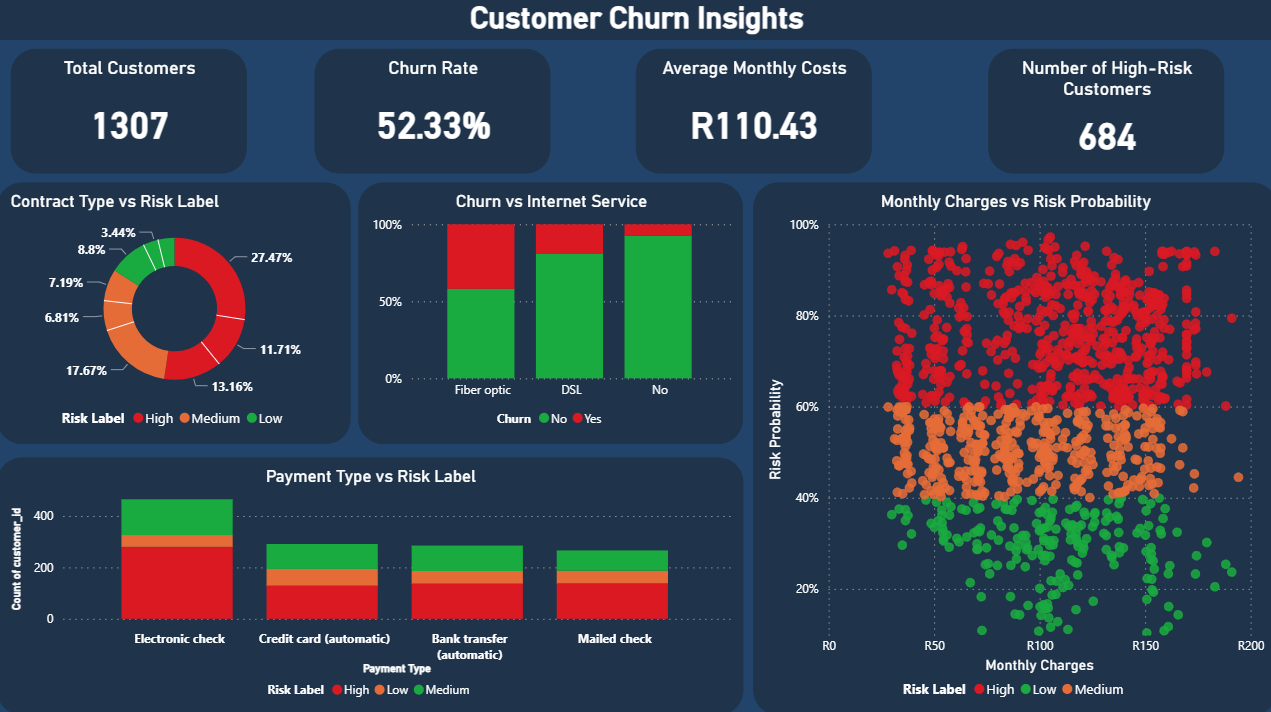 Customer Churn Insights
Total Customers
1307
Churn Rate
52.33%
Average Monthly Costs
R110.43
Number of High-Risk
Customers
684
Contract Type vs Risk Label
3.44%
8.8%
7.19%
6.81%
17.67%
27.47%
11.71%
13.16%
Risk Label High Medium Low
Churn vs Internet Service
100%
50%
0%
Fiber optic DSL No
Churn No Yes
Monthly Charges vs Risk Probability
Risk Probability
100%
80%
60%
40%
20%
R0 R50 R100 R150 R200
Monthly Charges
Risk Label High Low Medium
Payment Type vs Risk Label
Count of customer_id
400
200
0
Electronic check Credit card (automatic) Bank transfer Mailed check
(automatic)
Payment Type
Risk Label High Low Medium